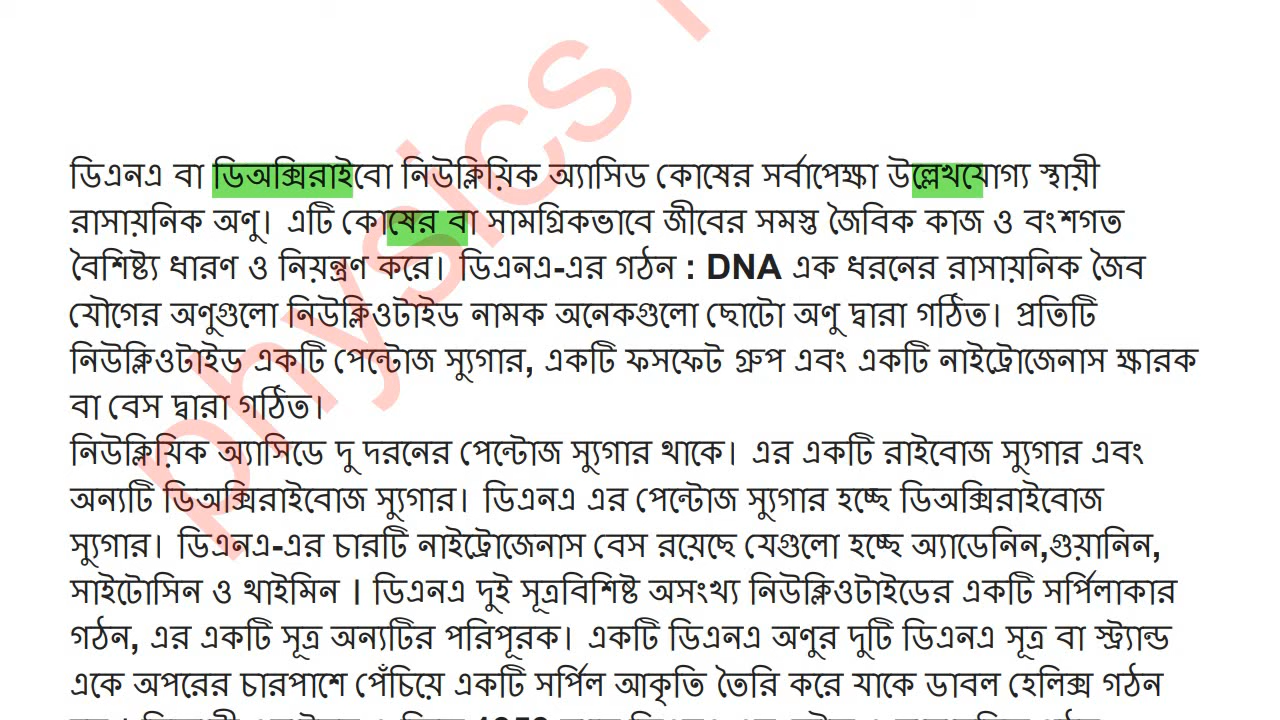 physics
ডিএনএ বা ডিঅক্সিরাইবো নিউক্লিয়িক অ্যাসিড কোষের সর্বাপেক্ষা উল্লেখযোগ্য স্থায়ী
রাসায়নিক অণু। এটি কোষের বা সামগ্রিকভাবে জীবের সমস্ত জৈবিক কাজ ও বংশগত
বৈশিষ্ট্য ধারণ ও নিয়ন্ত্রণ করে। ডিএনএ-এর গঠন : DNA এক ধরনের রাসায়নিক জৈব
যৌগের অণুগুলো নিউক্লিওটাইড নামক অনেকগুলো ছোটো অণু দ্বারা গঠিত। প্রতিটি
নিউক্লিওটাইড একটি পেন্টোজ স্যুগার, একটি ফসফেট গ্রুপ এবং একটি নাইট্রোজেনাস ক্ষারক
বা বেস দ্বারা গঠিত।
নিউক্লিয়িক অ্যাসিডে দু দরনের পেন্টোজ স্যুগার থাকে। এর একটি রাইবোজ স্যুগার এবং
অন্যটি ডিঅক্সিরাইবোজ স্যুগার। ডিএনএ এর পেন্টোজ স্যুগার হচ্ছে ডিঅক্সিরাইবোজ
স্যুগার। ডিএনএ-এর চারটি নাইট্রোজেনাস বেস রয়েছে যেগুলো হচ্ছে অ্যাডেনিন,গুয়ানিন,
সাইটোসিন ও থাইমিন । ডিএনএ দুই সূত্রবিশিষ্ট অসংখ্য নিউক্লিওটাইডের একটি সর্পিলাকার
গঠন, এর একটি সূত্র অন্যটির পরিপূরক। একটি ডিএনএ অণুর দুটি ডিএনএ সূত্র বা স্ট্র্যান্ড
একে অপরের চারপাশে পেঁচিয়ে একটি সর্পিল আকৃতি তৈরি করে যাকে ডাবল হেলিক্স গঠন